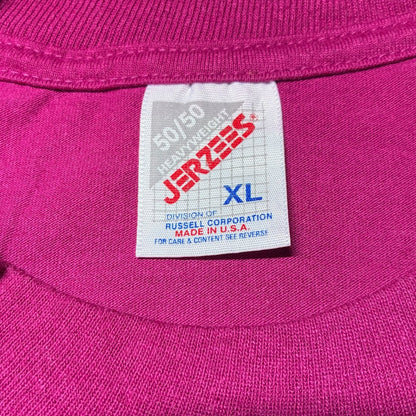 50/50
HEAVYWEIGHT
JERZEES®
XL
DIVISION OF
RUSSELL CORPORATION
MADE IN U.S.A.
FOR CARE & CONTENT SEE REVERSE